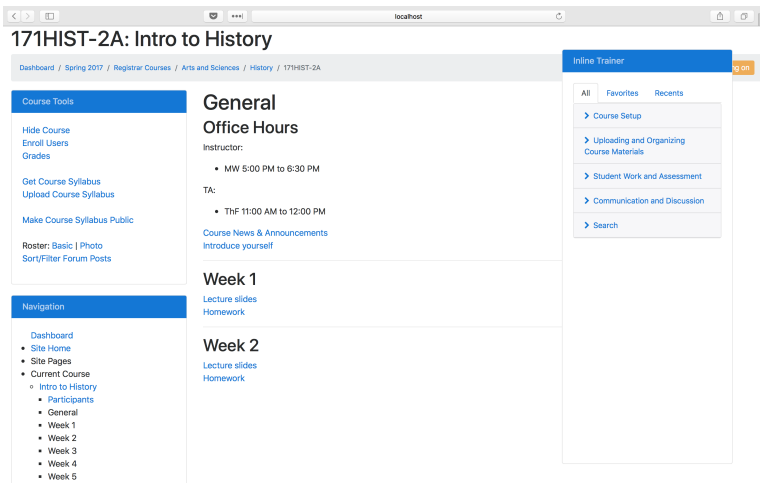 localhost
171HIST-2A: Intro to History
Dashboard / Spring 2017 / Registrar Courses / Arts and Sciences / History / 171HIST-2A
ng on
Course Tools
Hide Course
Enroll Users
Grades
Get Course Syllabus
Upload Course Syllabus
Make Course Syllabus Public
Roster: Basic | Photo
Sort/Filter Forum Posts
Navigation
Dashboard
Site Home
Site Pages
Current Course
Intro to History
Participants
General
Week 1
Week 2
Week 3
Week 4
Week 5
General
Office Hours
Instructor:
MW 5:00 PM to 6:30 PM
TA:
ThF 11:00 AM to 12:00 PM
Course News & Announcements
Introduce yourself
Week 1
Lecture slides
Homework
Week 2
Lecture slides
Homework
Inline Trainer
All Favorites Recents
Course Setup
Uploading and Organizing
Course Materials
Student Work and Assessment
Communication and Discussion
Search